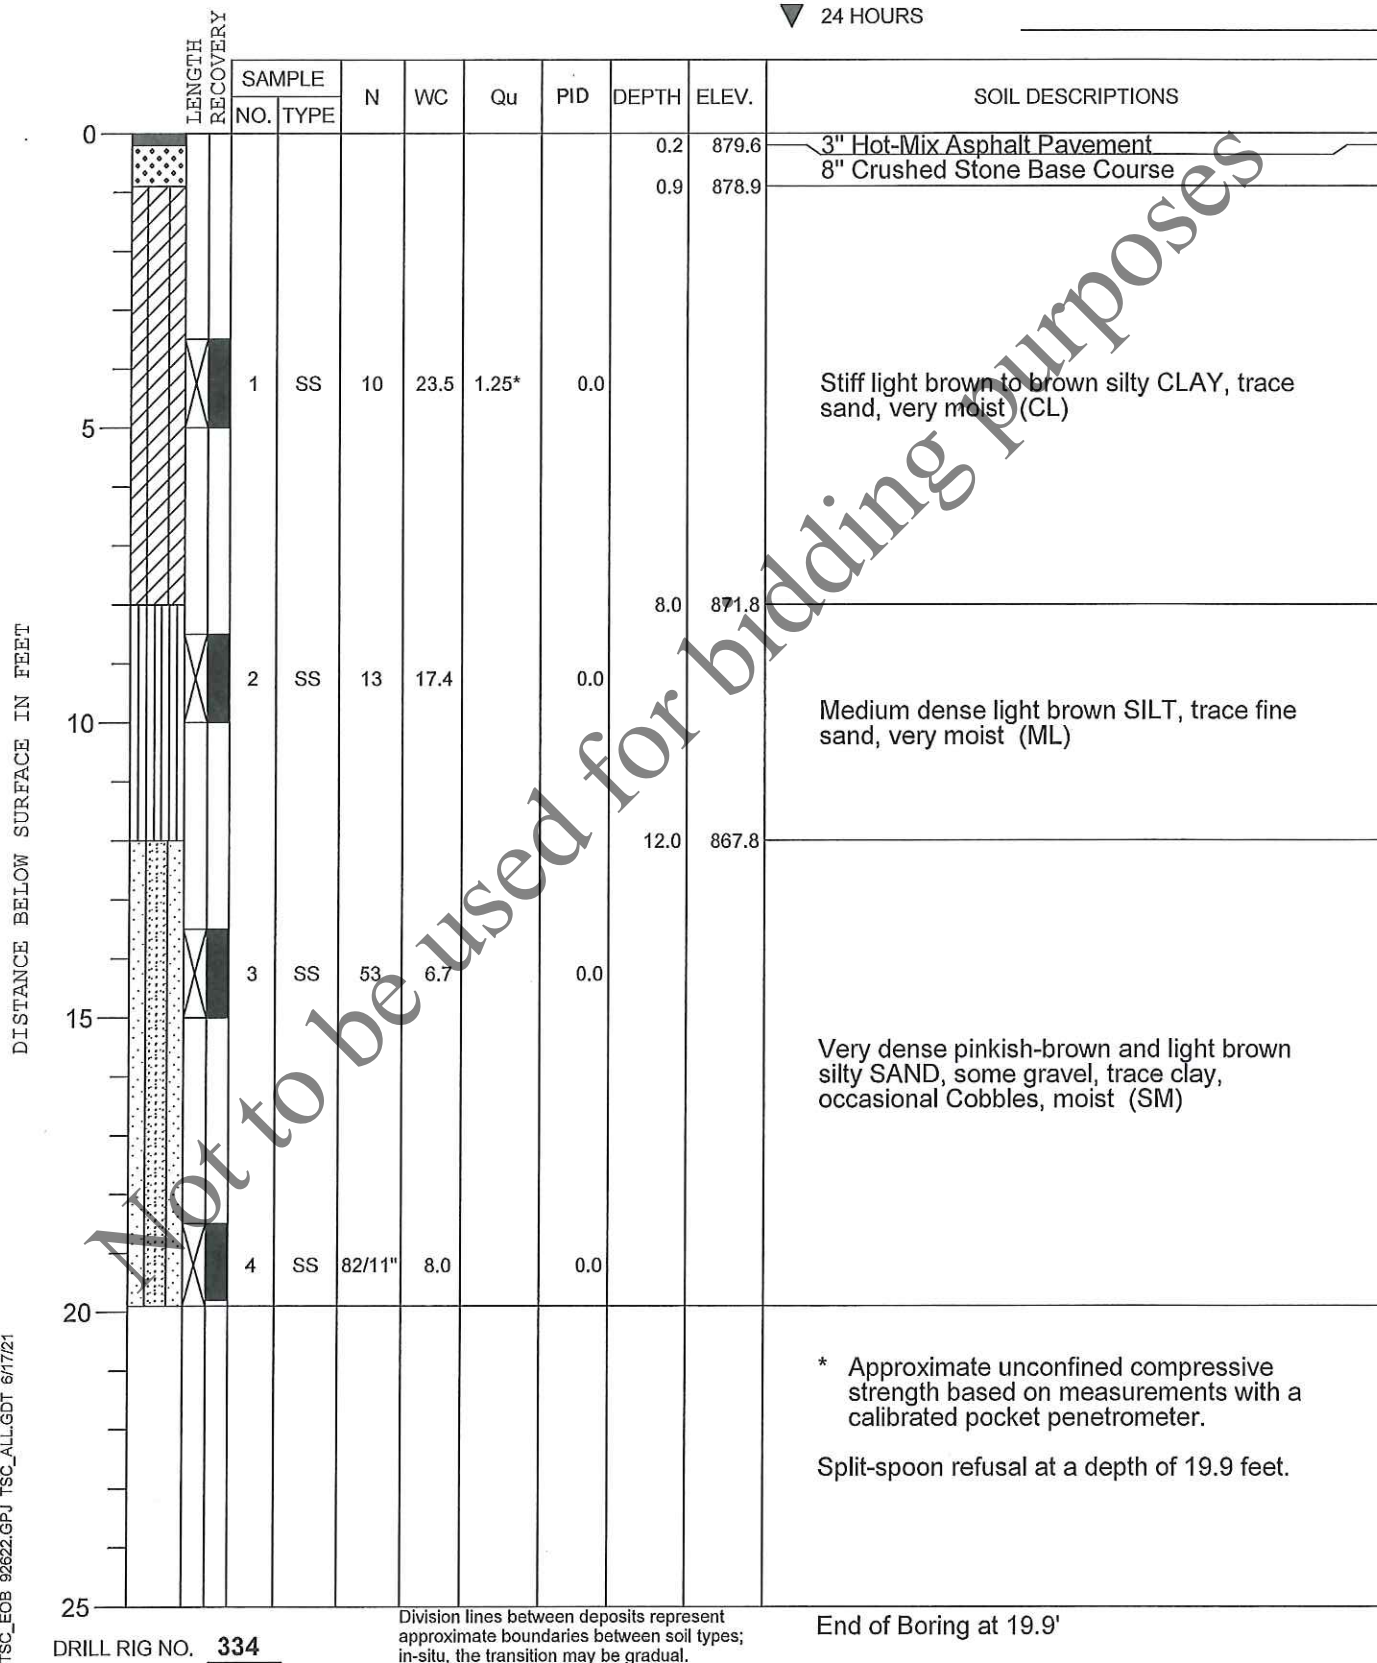 24 HOURS
LENGTH
RECOVERY
SAMPLE
NO. TYPE N WC Qu PID DEPTH ELEV. SOIL DESCRIPTIONS
0
0.2 879.6 3" Hot-Mix Asphalt Pavement
8" Crushed Stone Base Course
0.9 878.9
1 SS 10 23.5 1.25* 0.0 Stiff light brown to brown silty CLAY, trace
sand, very moist (CL)
5
8.0 871.8
2 SS 13 17.4 0.0
Medium dense light brown SILT, trace fine
10
sand, very moist (ML)
12.0 867.8
3 SS 53 6.7 0.0
15
Very dense pinkish-brown and light brown
silty SAND, some gravel, trace clay,
occasional Cobbles, moist (SM)
4 SS 82/11" 8.0 0.0
20
* Approximate unconfined compressive
strength based on measurements with a
calibrated pocket penetrometer.
Split-spoon refusal at a depth of 19.9 feet.
25
Division lines between deposits represent
approximate boundaries between soil types;
in-situ, the transition may be gradual.
End of Boring at 19.9'
DRILL RIG NO. 334
DISTANCE BELOW SURFACE IN FEET
TSC_EOB 92622.GPJ TSC_ALL.GDT 6/17/21
Not to be used for bidding purposes